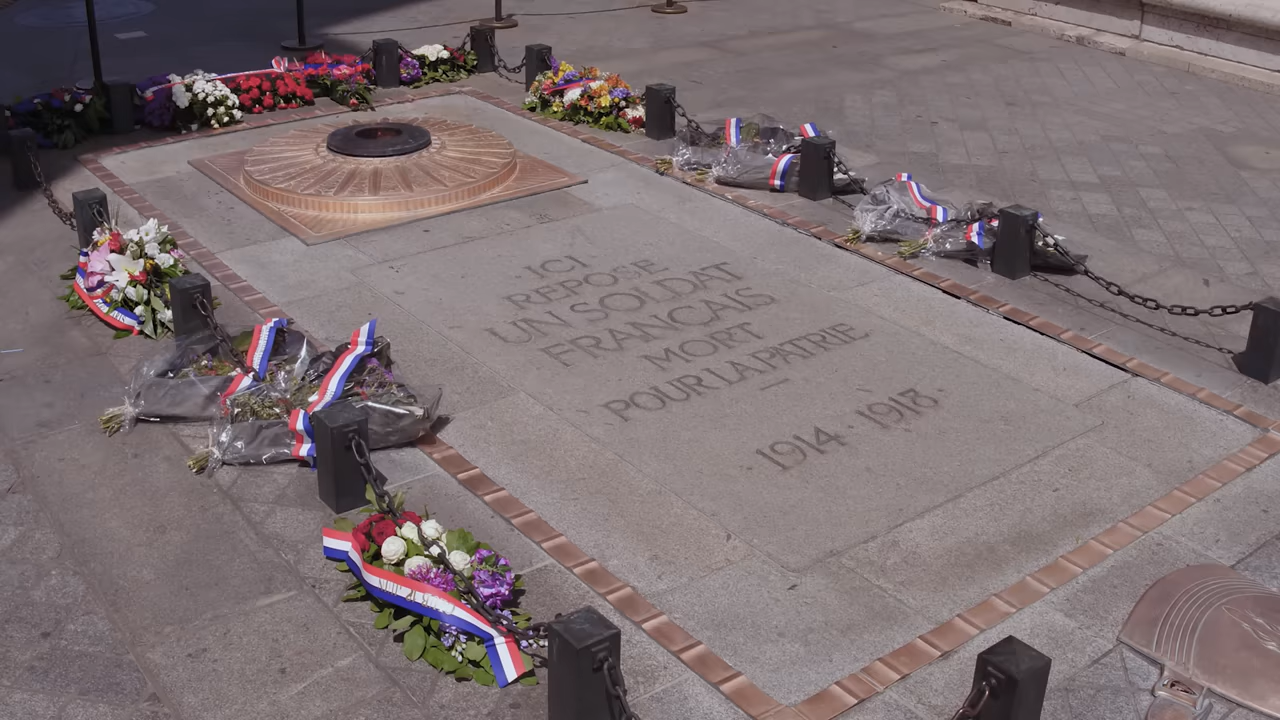 ICI
REPOSE
UN SOLDAT
FRANÇAIS
MORT
POUR LA PATRIE
1914 · 1918 ·